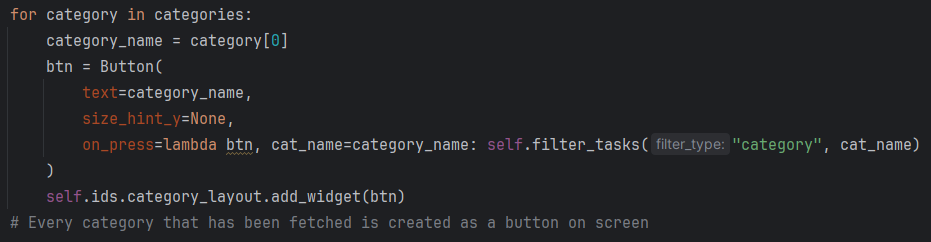 for category in categories:
    category_name = category[0]
    btn = Button(
        text=category_name,
        size_hint_y=None,
        on_press=lambda btn, cat_name=category_name: self.filter_tasks(filter_type: "category", cat_name)
    )
    self.ids.category_layout.add_widget(btn)
# Every category that has been fetched is created as a button on screen